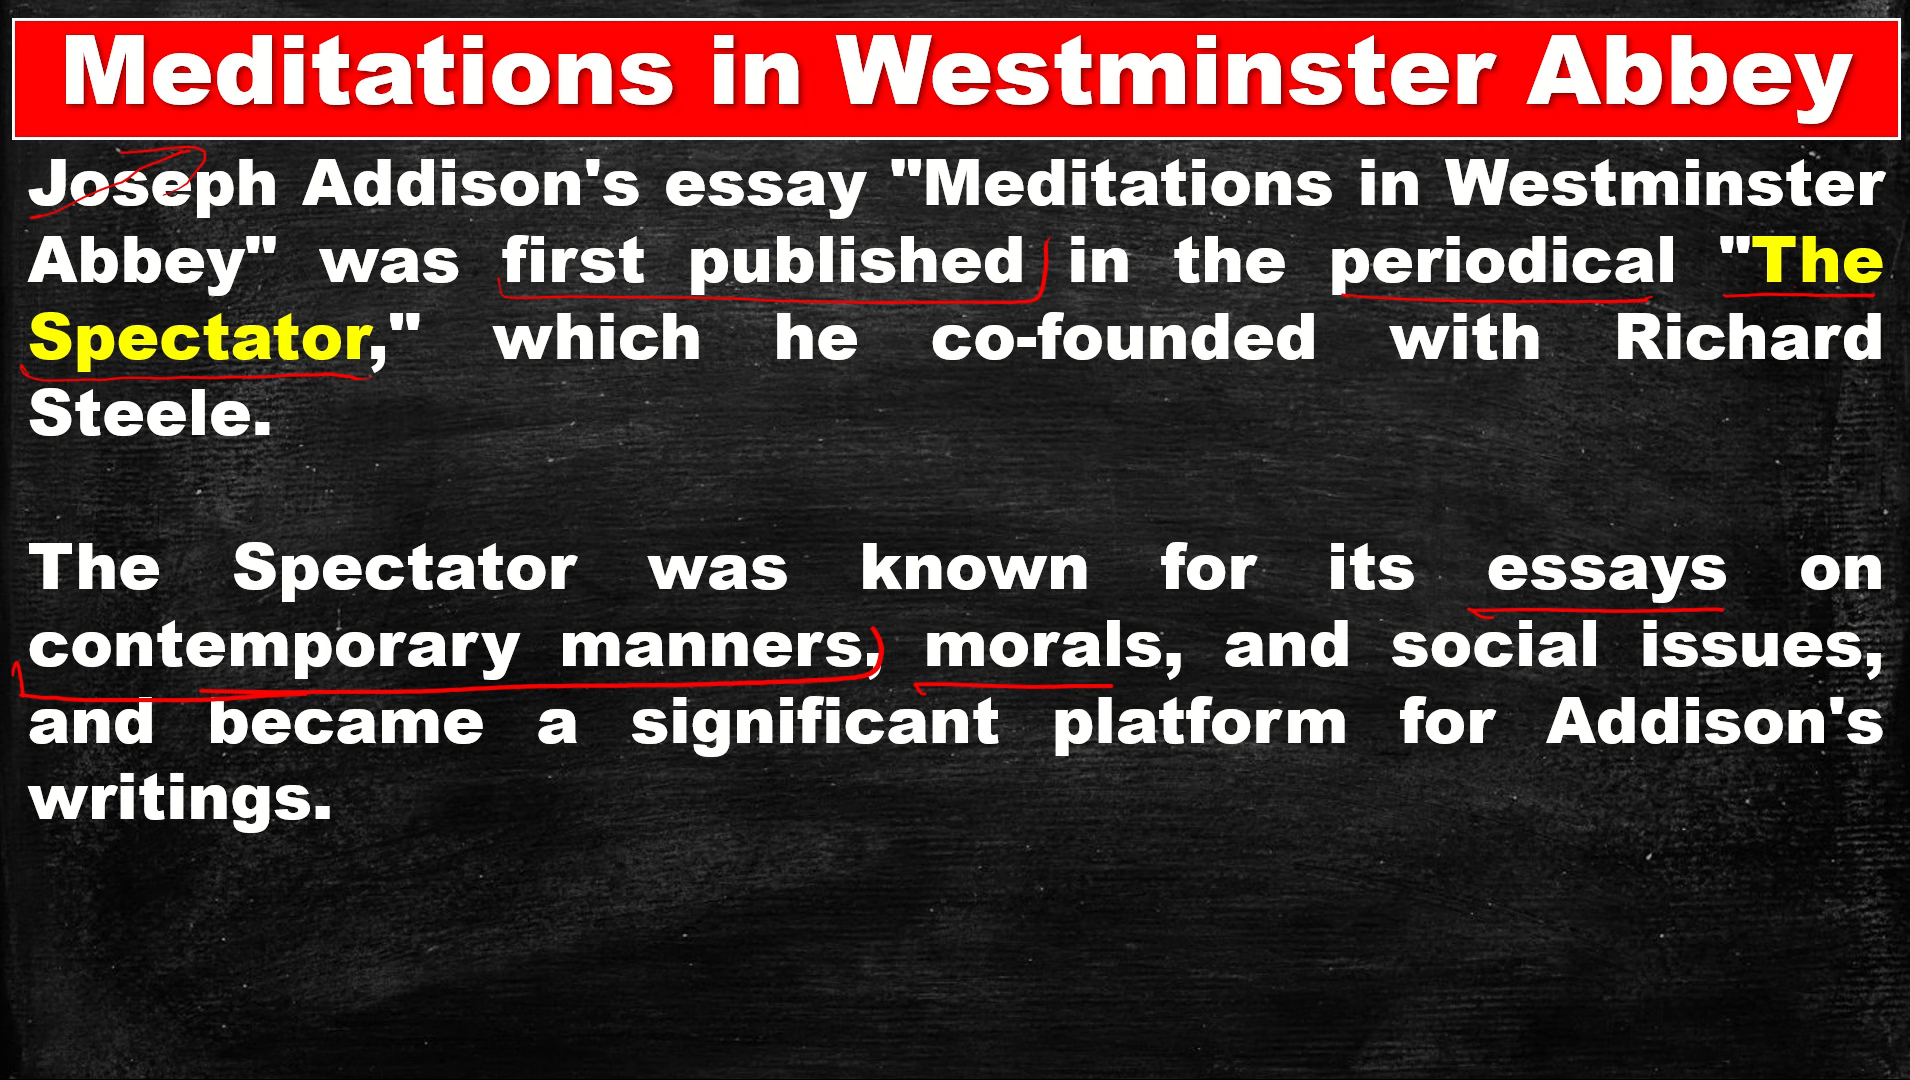 Meditations in Westminster Abbey
Joseph Addison's essay "Meditations in Westminster
Abbey" was first published in the periodical "The
Spectator," which he co-founded with Richard
Steele.
The Spectator was known for its essays on
contemporary manners, morals, and social issues,
and became a significant platform for Addison's
writings.